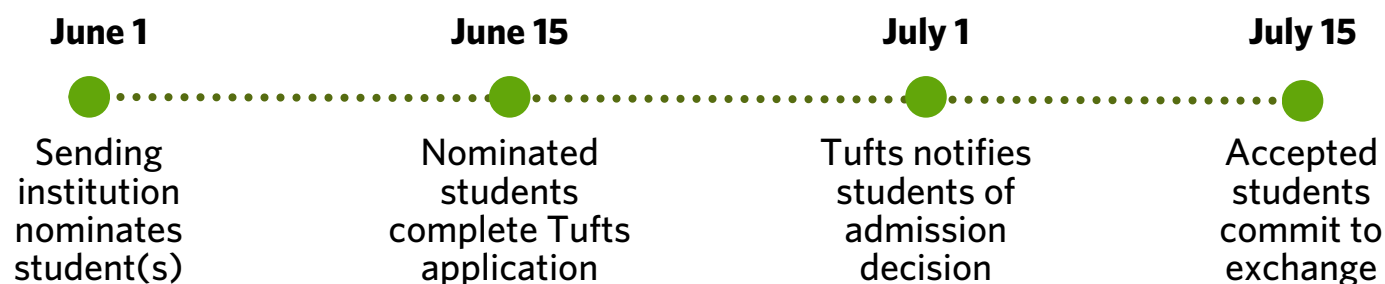 June 1
Sending
institution
nominates
student(s)
June 15
Nominated
students
complete Tufts
application
July 1
Tufts notifies
students of
admission
decision
July 15
Accepted
students
commit to
exchange